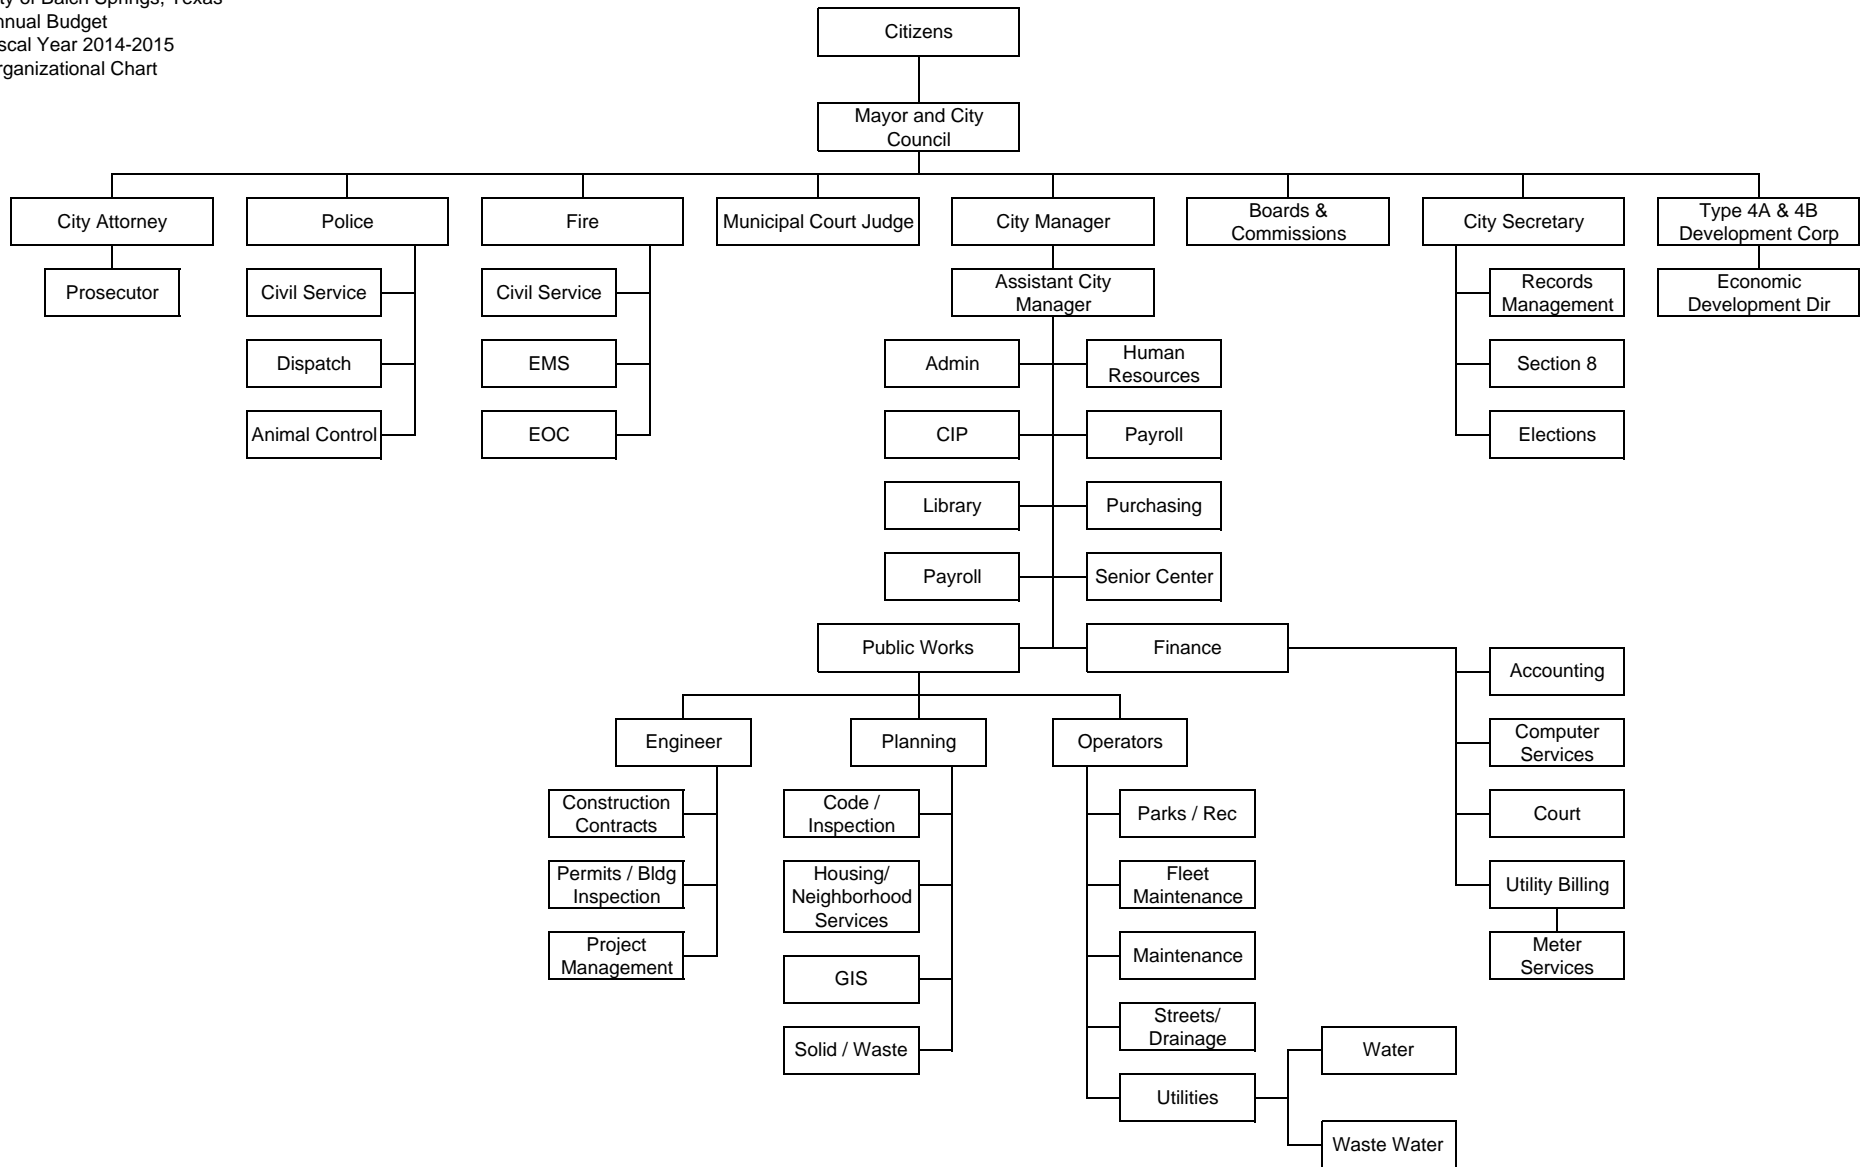 ty of Balch Springs, Texas
nnual Budget
scal Year 2014-2015
rganizational Chart
Citizens
Mayor and City
Council
City Attorney
Police
Fire
Municipal Court Judge
City Manager
Boards &
Commissions
City Secretary
Type 4A & 4B
Development Corp
Prosecutor
Civil Service
Civil Service
Assistant City
Manager
Records
Management
Economic
Development Dir
Dispatch
EMS
Admin
Human
Resources
Section 8
Animal Control
EOC
CIP
Payroll
Elections
Library
Purchasing
Payroll
Senior Center
Public Works
Finance
Accounting
Engineer
Planning
Operators
Computer
Services
Construction
Contracts
Code /
Inspection
Parks / Rec
Court
Permits / Bldg
Inspection
Housing/
Neighborhood
Services
Fleet
Maintenance
Utility Billing
Project
Management
GIS
Maintenance
Meter
Services
Solid / Waste
Streets/
Drainage
Water
Utilities
Waste Water